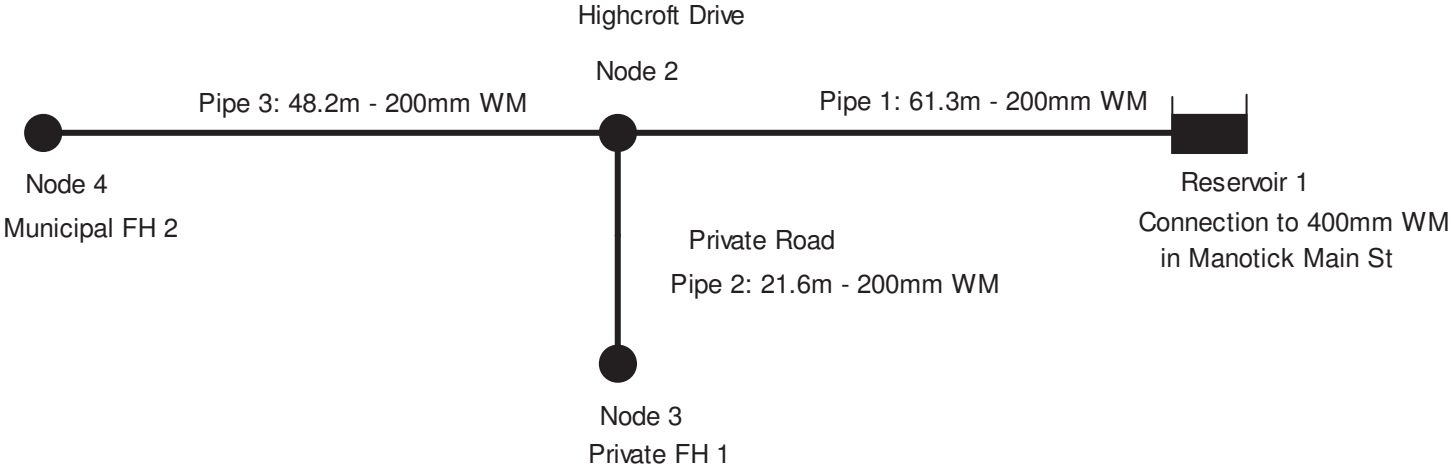 Highcroft Drive
Node 2
Pipe 3: 48.2m - 200mm WM
Pipe 1: 61.3m - 200mm WM
Node 4
Municipal FH 2
Reservoir 1
Connection to 400mm WM
in Manotick Main St
Private Road
Pipe 2: 21.6m - 200mm WM
Node 3
Private FH 1